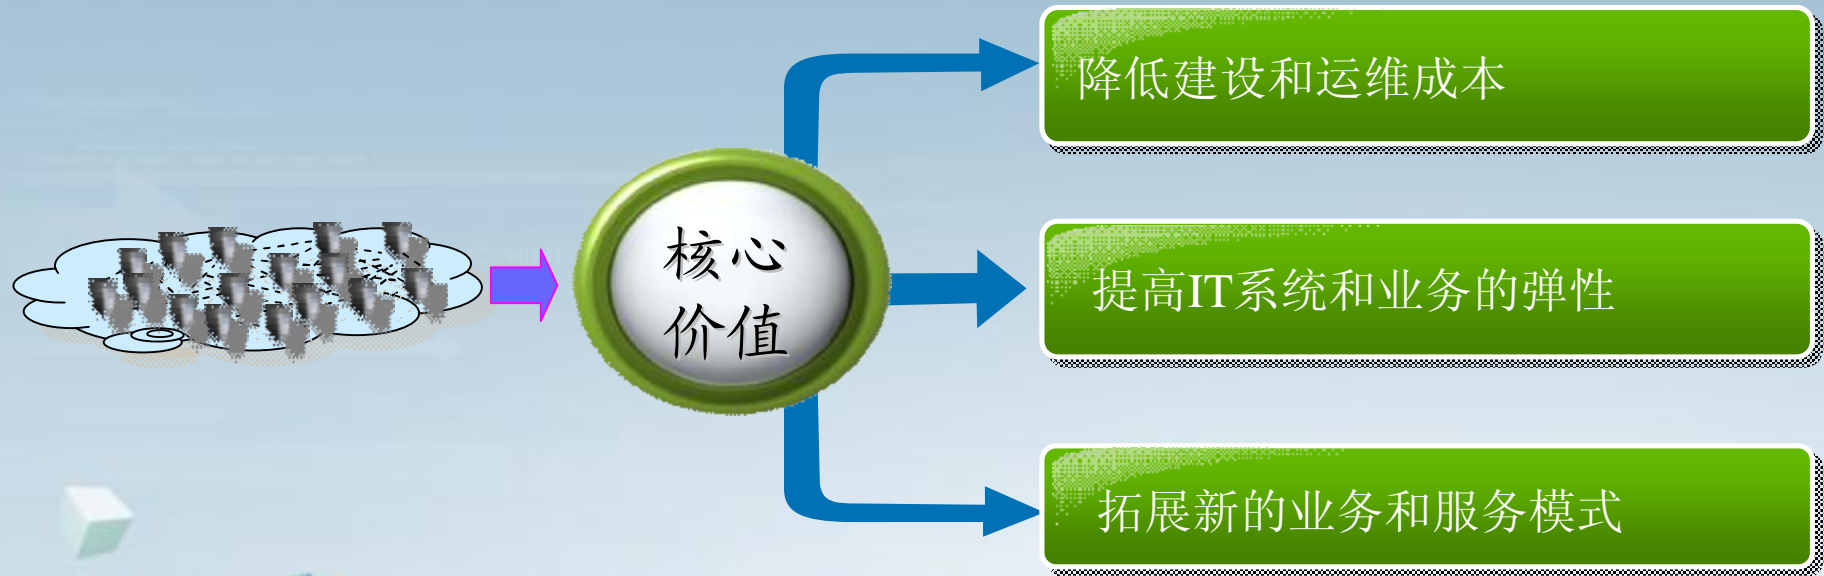 降低建设和运维成本
核心
价值
提高IT系统和业务的弹性
拓展新的业务和服务模式